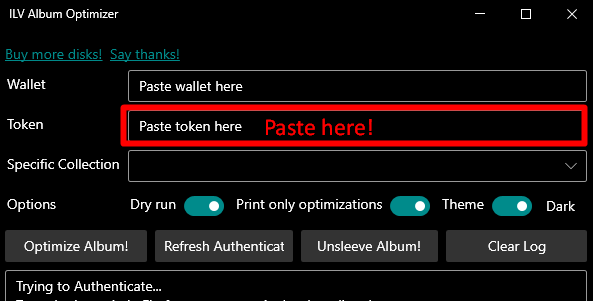 ILV Album Optimizer
Buy more disks! Say thanks!
Wallet Paste wallet here
Token Paste token here Paste here!
Specific Collection
Options Dry run Print only optimizations Theme Dark
Optimize Album! Refresh Authenticat Unsleeve Album! Clear Log
Trying to Authenticate...